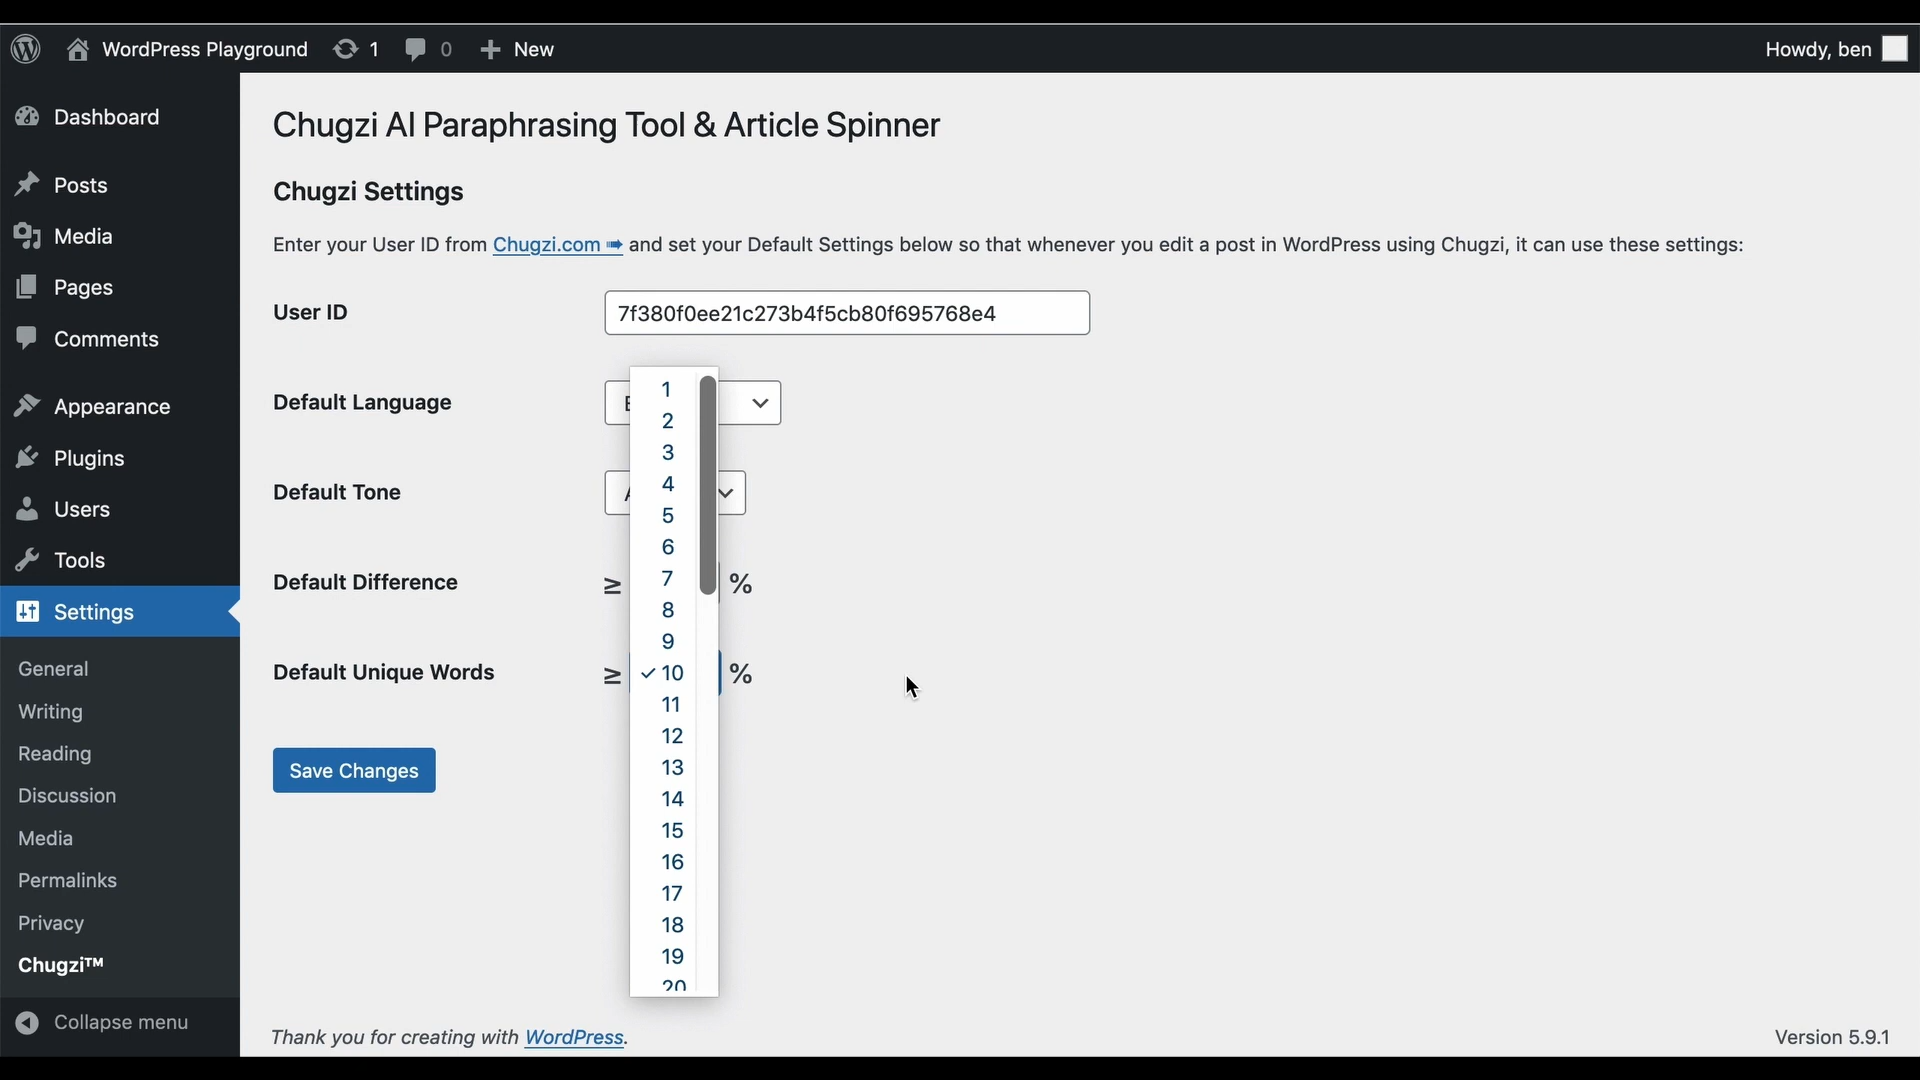 WordPress Playground 1 0 + New Howdy, ben
Dashboard
Posts
Media
Pages
Comments
Appearance
Plugins
Users
Tools
Settings
General
Writing
Reading
Discussion
Media
Permalinks
Privacy
Chugzi™
Collapse menu
Chugzi AI Paraphrasing Tool & Article Spinner
Chugzi Settings
Enter your User ID from Chugzi.com ➠ and set your Default Settings below so that whenever you edit a post in WordPress using Chugzi, it can use these settings:
User ID 7f380f0ee21c273b4f5cb80f695768e4
Default Language
Default Tone
Default Difference ≥ %
Default Unique Words ≥ %
1
2
3
4
5
6
7
8
9
✓ 10
11
12
13
14
15
16
17
18
19
20
Save Changes
Thank you for creating with WordPress.
Version 5.9.1